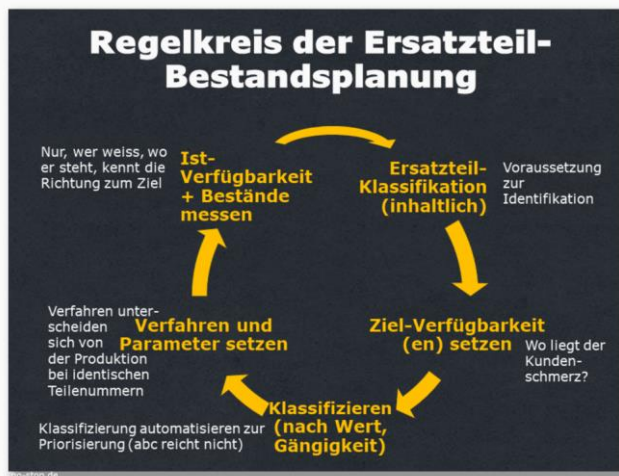 Regelkreis der Ersatzteil-
Bestandsplanung
Nur, wer weiss, wo
er steht, kennt die
Richtung zum Ziel
Ist-
Verfügbarkeit
+ Bestände
messen
Ersatzteil-
Klassifikation
(inhaltlich)
Voraussetzung
zur
Identifikation
Ziel-Verfügbarkeit
(en) setzen
Wo liegt der
Kunden-
schmerz?
Klassifizieren
(nach Wert,
Gängigkeit)
Klassifizierung automatisieren zur
Priorisierung (abc reicht nicht)
Verfahren und
Parameter setzen
Verfahren unter-
scheiden
sich von
der Produktion
bei identischen
Teilenummern